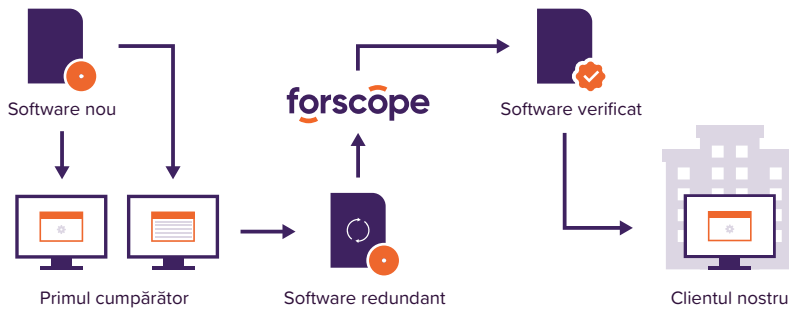 Software nou
forscope
Software verificat
Primul cumpărător
Software redundant
Clientul nostru